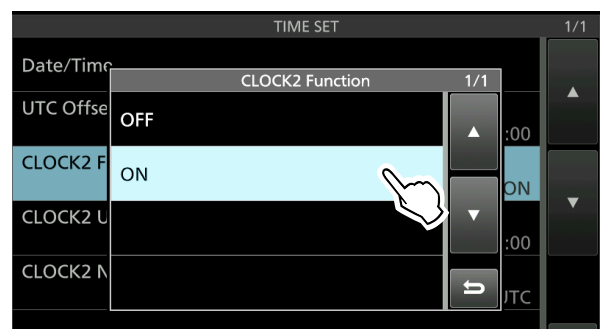 TIME SET 1/1
Date/Time
CLOCK2 Function 1/1
UTC Offse
OFF
:00
CLOCK2 F
ON
ON
CLOCK2 U
:00
CLOCK2 N
UTC